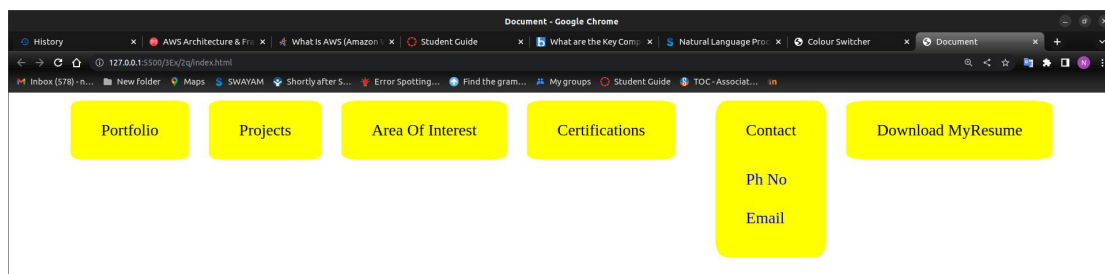 Document - Google Chrome
History AWS Architecture & Fra What Is AWS (Amazon Student Guide What are the Key Comp Natural Language Proc Colour Switcher Document
127.0.0.1:5500/3Ex/2q/index.html
Inbox (578) - n... New folder Maps SWAYAM Shortly after S... Error Spotting... Find the gram... My groups Student Guide TOC - Associat... in
Portfolio Projects Area Of Interest Certifications Contact Download MyResume
Ph No
Email